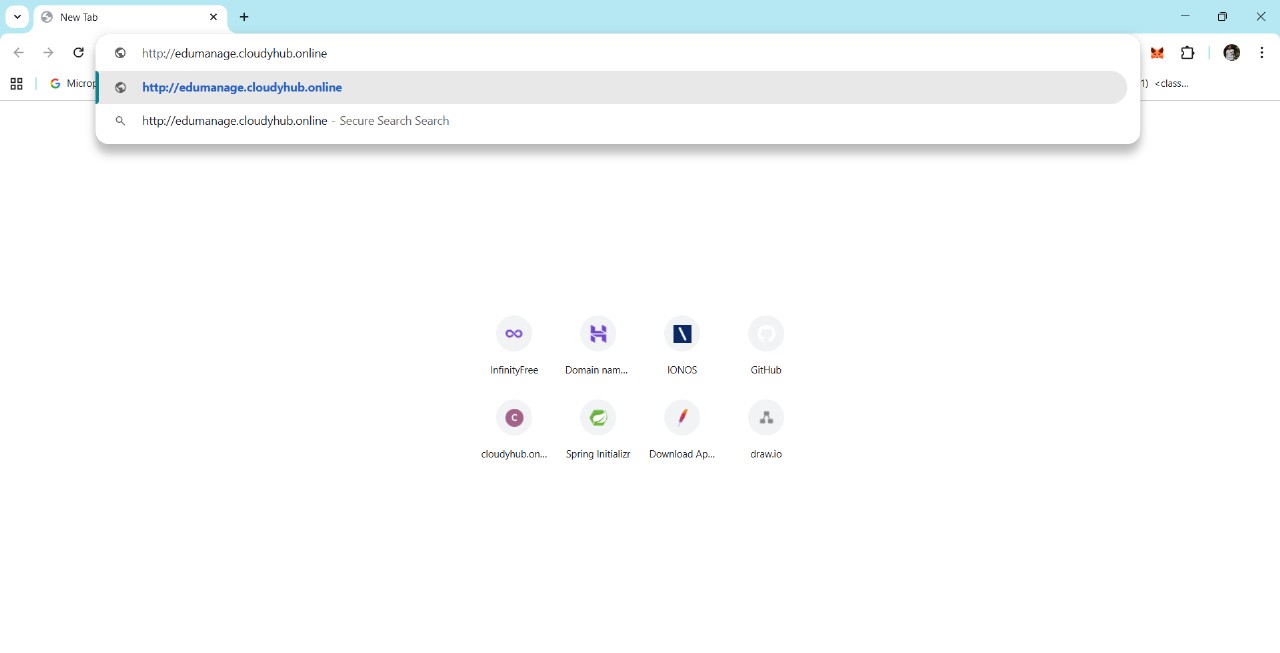 New Tab
http://edumanage.cloudyhub.online
Microp
http://edumanage.cloudyhub.online
1) <class...
http://edumanage.cloudyhub.online - Secure Search Search
InfinityFree
Domain nam...
IONOS
GitHub
C
cloudyhub.on...
Spring Initializr
Download Ap...
draw.io